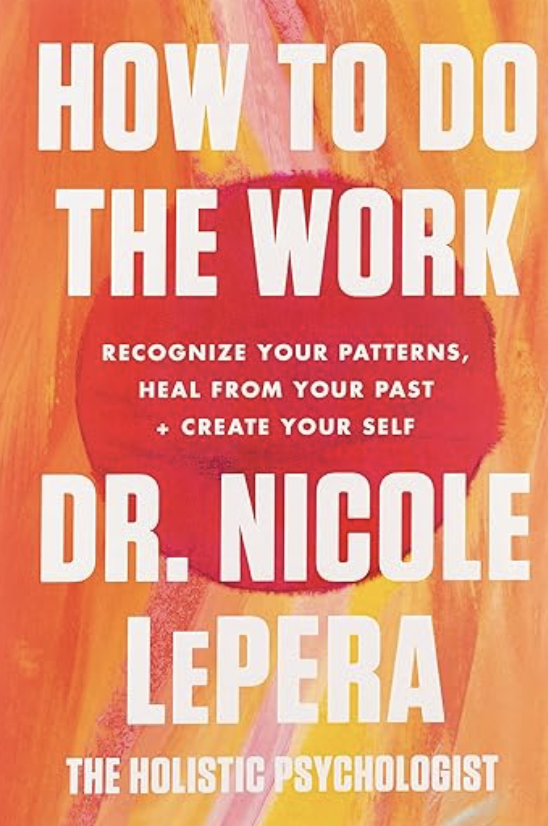 HOW TO DO
THE WORK
RECOGNIZE YOUR PATTERNS,
HEAL FROM YOUR PAST
+ CREATE YOUR SELF
DR. NICOLE
LePERA
THE HOLISTIC PSYCHOLOGIST